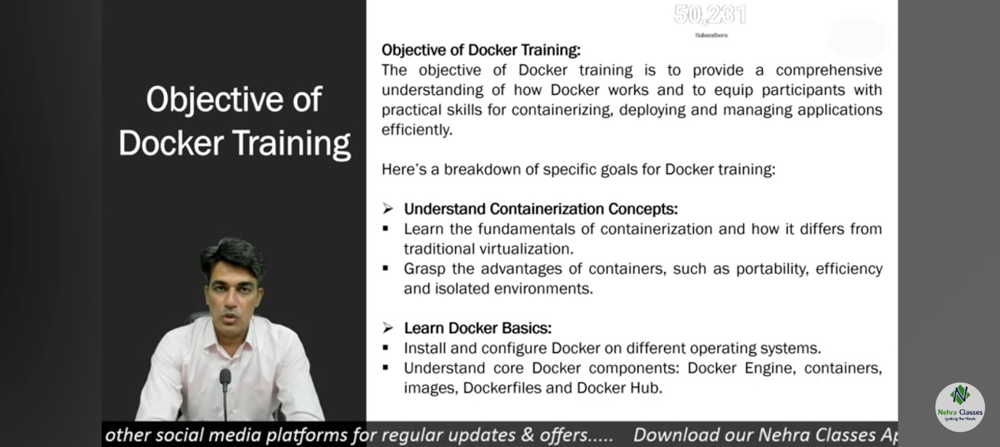 50,231
Subscribers
Objective of
Docker Training
Objective of Docker Training:
The objective of Docker training is to provide a comprehensive
understanding of how Docker works and to equip participants with
practical skills for containerizing, deploying and managing applications
efficiently.
Here's a breakdown of specific goals for Docker training:
➢ Understand Containerization Concepts:
▪ Learn the fundamentals of containerization and how it differs from
traditional virtualization.
▪ Grasp the advantages of containers, such as portability, efficiency
and isolated environments.
➢ Learn Docker Basics:
▪ Install and configure Docker on different operating systems.
▪ Understand core Docker components: Docker Engine, containers,
images, Dockerfiles and Docker Hub.
N
Nehra Classes
Igniting The Minds
other social media platforms for regular updates & offers..... Download our Nehra Classes Ap